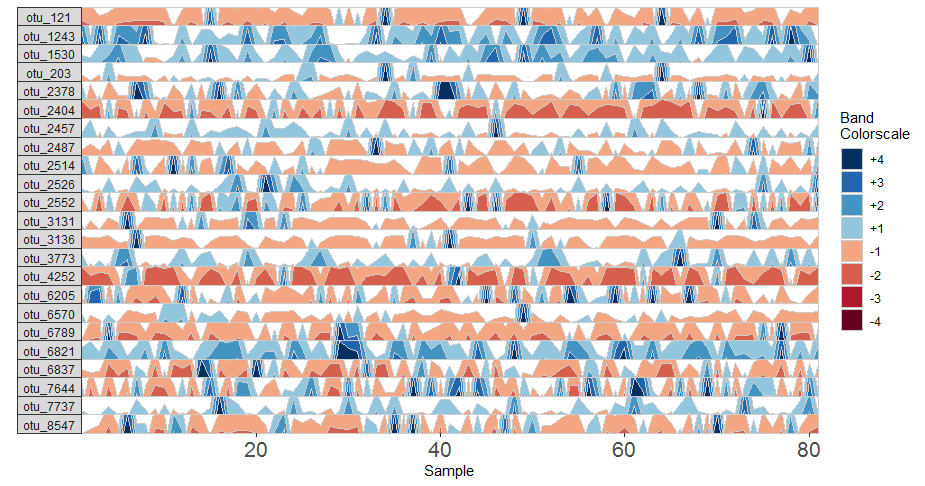 otu_121
otu_1243
otu_1530
otu_203
otu_2378
otu_2404
otu_2457
otu_2487
otu_2514
otu_2526
otu_2552
otu_3131
otu_3136
otu_3773
otu_4252
otu_6205
otu_6570
otu_6789
otu_6821
otu_6837
otu_7644
otu_7737
otu_8547
20
40
60
80
Sample
Band
Colorscale
+4
+3
+2
+1
-1
-2
-3
-4